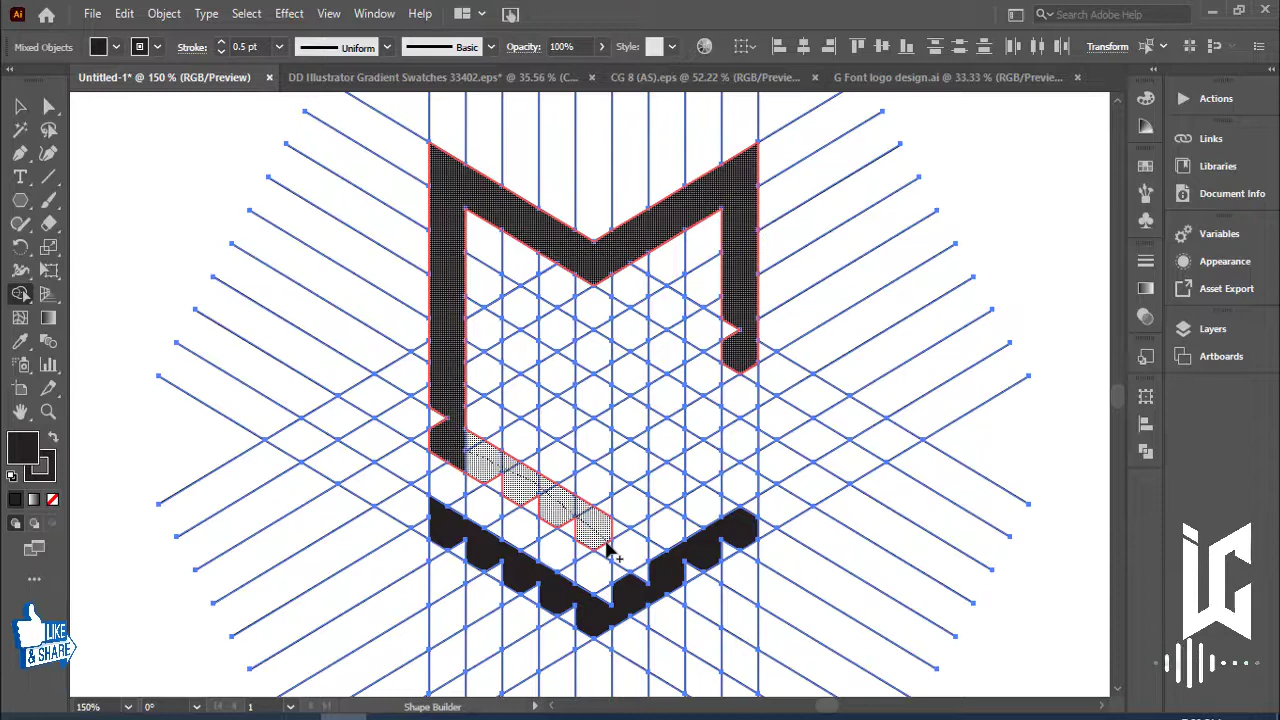 Ai File Edit Object Type Select Effect View Window Help Search Adobe Help
Mixed Objects Stroke: 0.5 pt Uniform Basic Opacity: 100% Style: Transform
Untitled-1* @ 150 % (RGB/Preview) DD Illustrator Gradient Swatches 33402.eps* @ 35.56 % (C... CG 8 (AS).eps @ 52.22 % (RGB/Previe... G Font logo design.ai @ 33.33 % (RGB/Previe...
Actions
Links
Libraries
Document Info
Variables
Appearance
Asset Export
Layers
Artboards
LIKE
& SHARE
150% 0° 1 Shape Builder